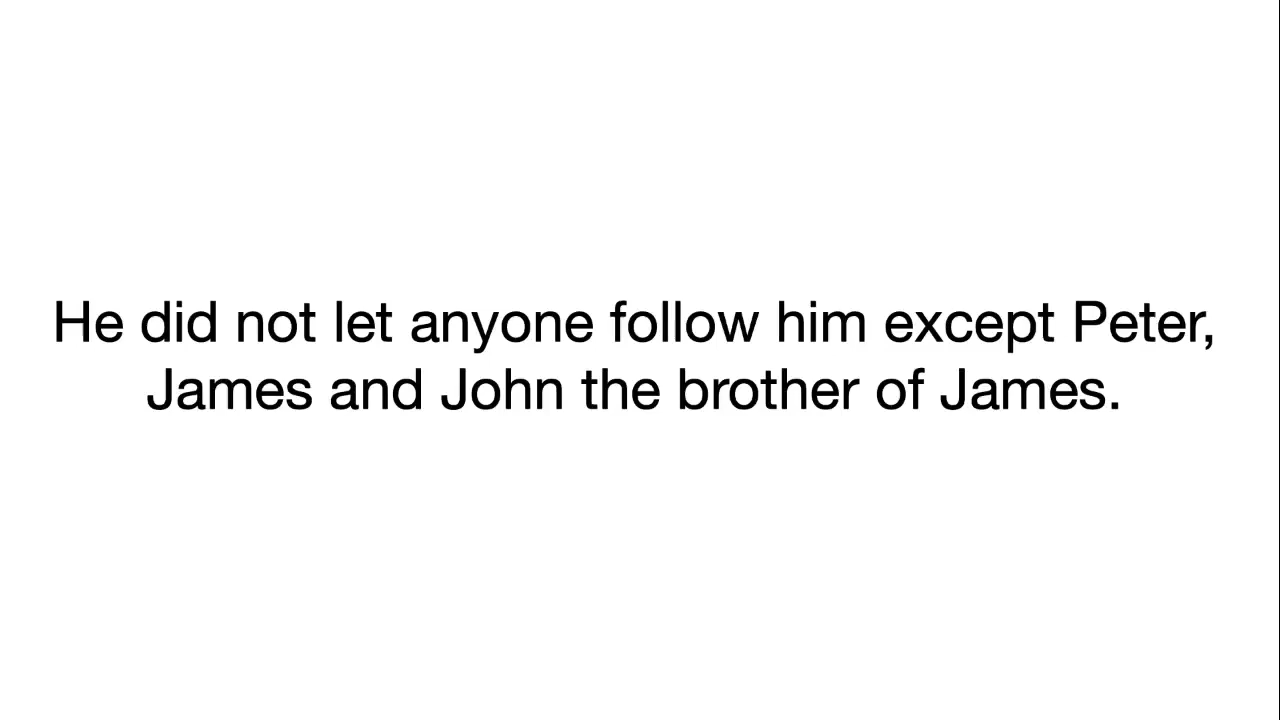 He did not let anyone follow him except Peter,
James and John the brother of James.